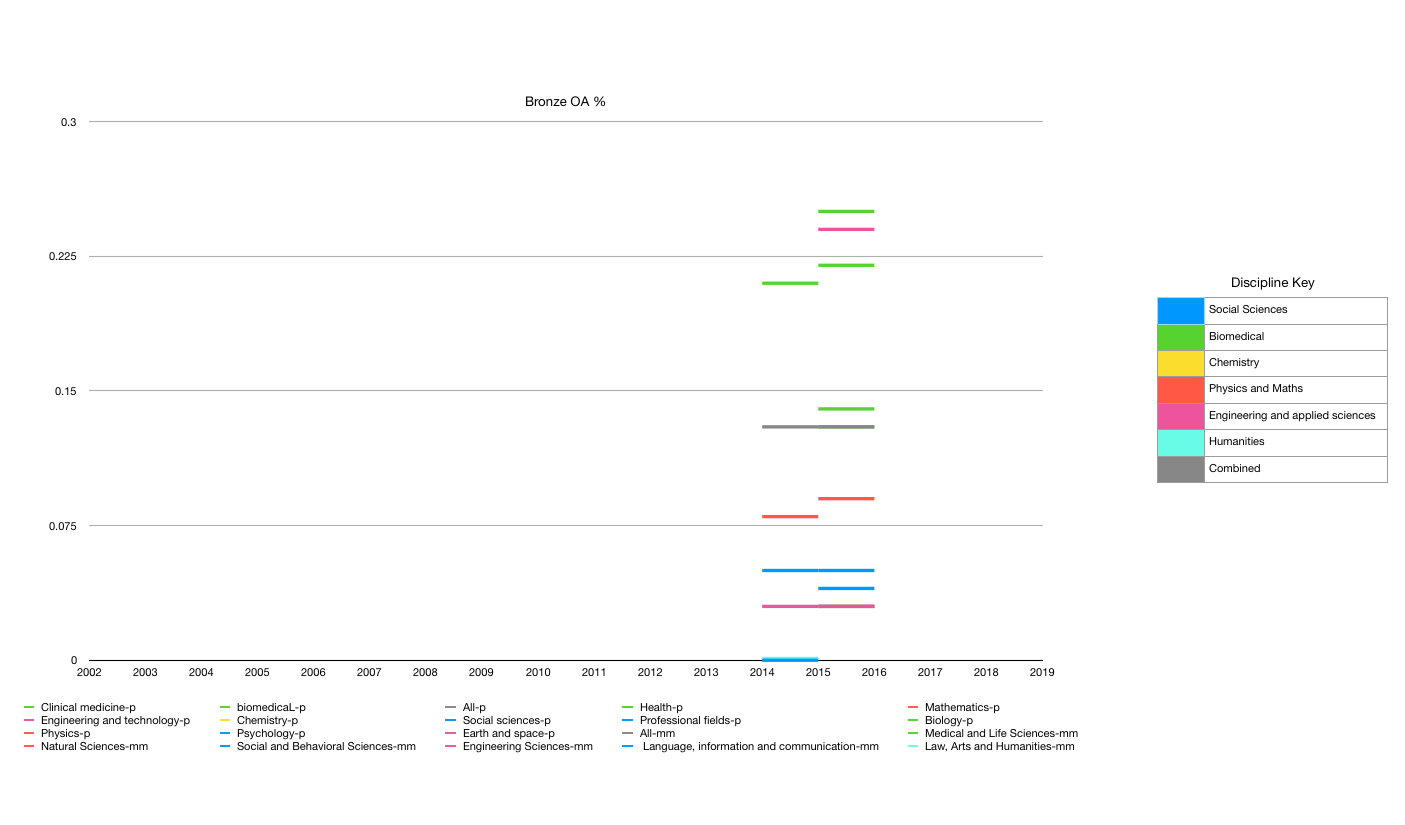 Bronze OA %
0.3
0.225
0.15
0.075
0
2002 2003 2004 2005 2006 2007 2008 2009 2010 2011 2012 2013 2014 2015 2016 2017 2018 2019
Clinical medicine-p biomedicaL-p All-p Health-p Mathematics-p
Engineering and technology-p Chemistry-p Social sciences-p Professional fields-p Biology-p
Physics-p Psychology-p Earth and space-p All-mm Medical and Life Sciences-mm
Natural Sciences-mm Social and Behavioral Sciences-mm Engineering Sciences-mm Language, information and communication-mm Law, Arts and Humanities-mm
Discipline Key
Social Sciences
Biomedical
Chemistry
Physics and Maths
Engineering and applied sciences
Humanities
Combined